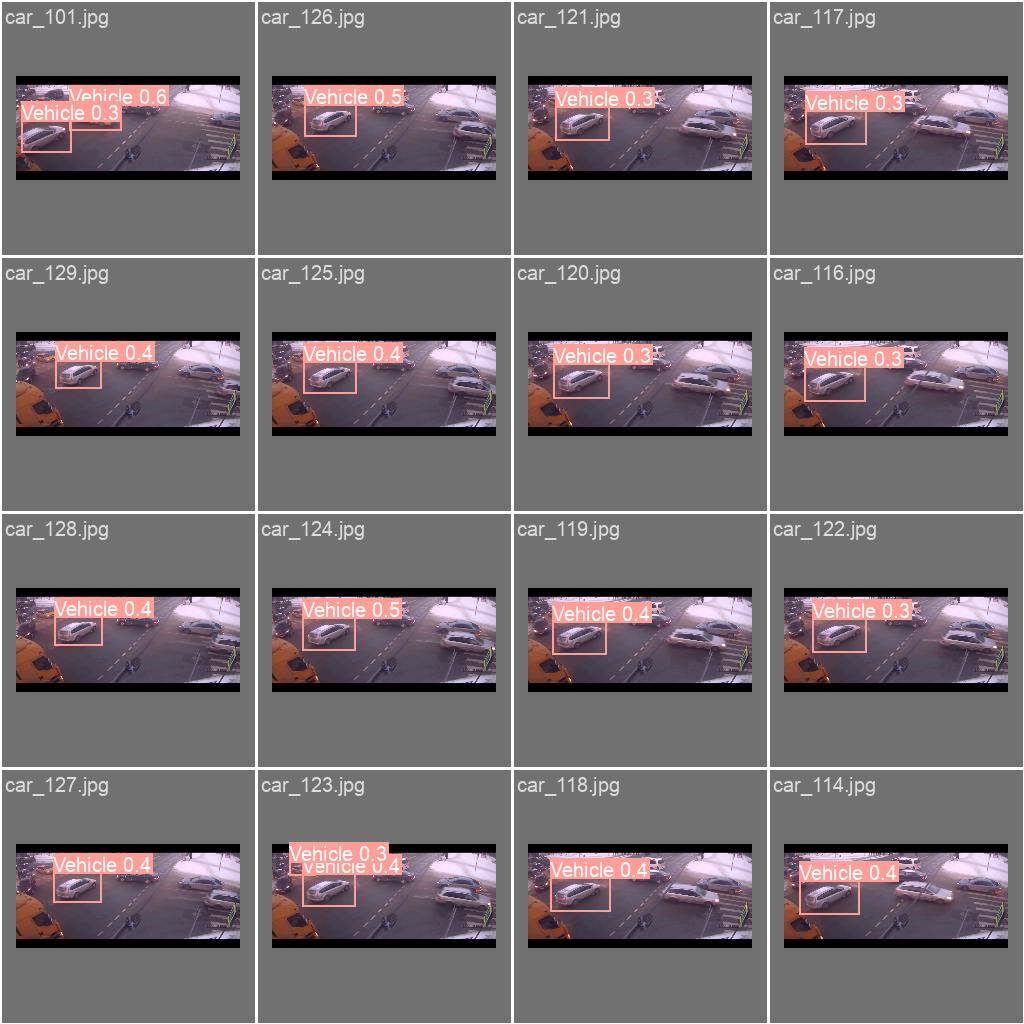 car_101.jpg
Vehicle 0.6
Vehicle 0.3
car_126.jpg
Vehicle 0.5
car_121.jpg
Vehicle 0.3
car_117.jpg
Vehicle 0.3
car_129.jpg
Vehicle 0.4
car_125.jpg
Vehicle 0.4
car_120.jpg
Vehicle 0.3
car_116.jpg
Vehicle 0.3
car_128.jpg
Vehicle 0.4
car_124.jpg
Vehicle 0.5
car_119.jpg
Vehicle 0.4
car_122.jpg
Vehicle 0.3
car_127.jpg
Vehicle 0.4
car_123.jpg
Vehicle 0.3
Vehicle 0.4
car_118.jpg
Vehicle 0.4
car_114.jpg
Vehicle 0.4